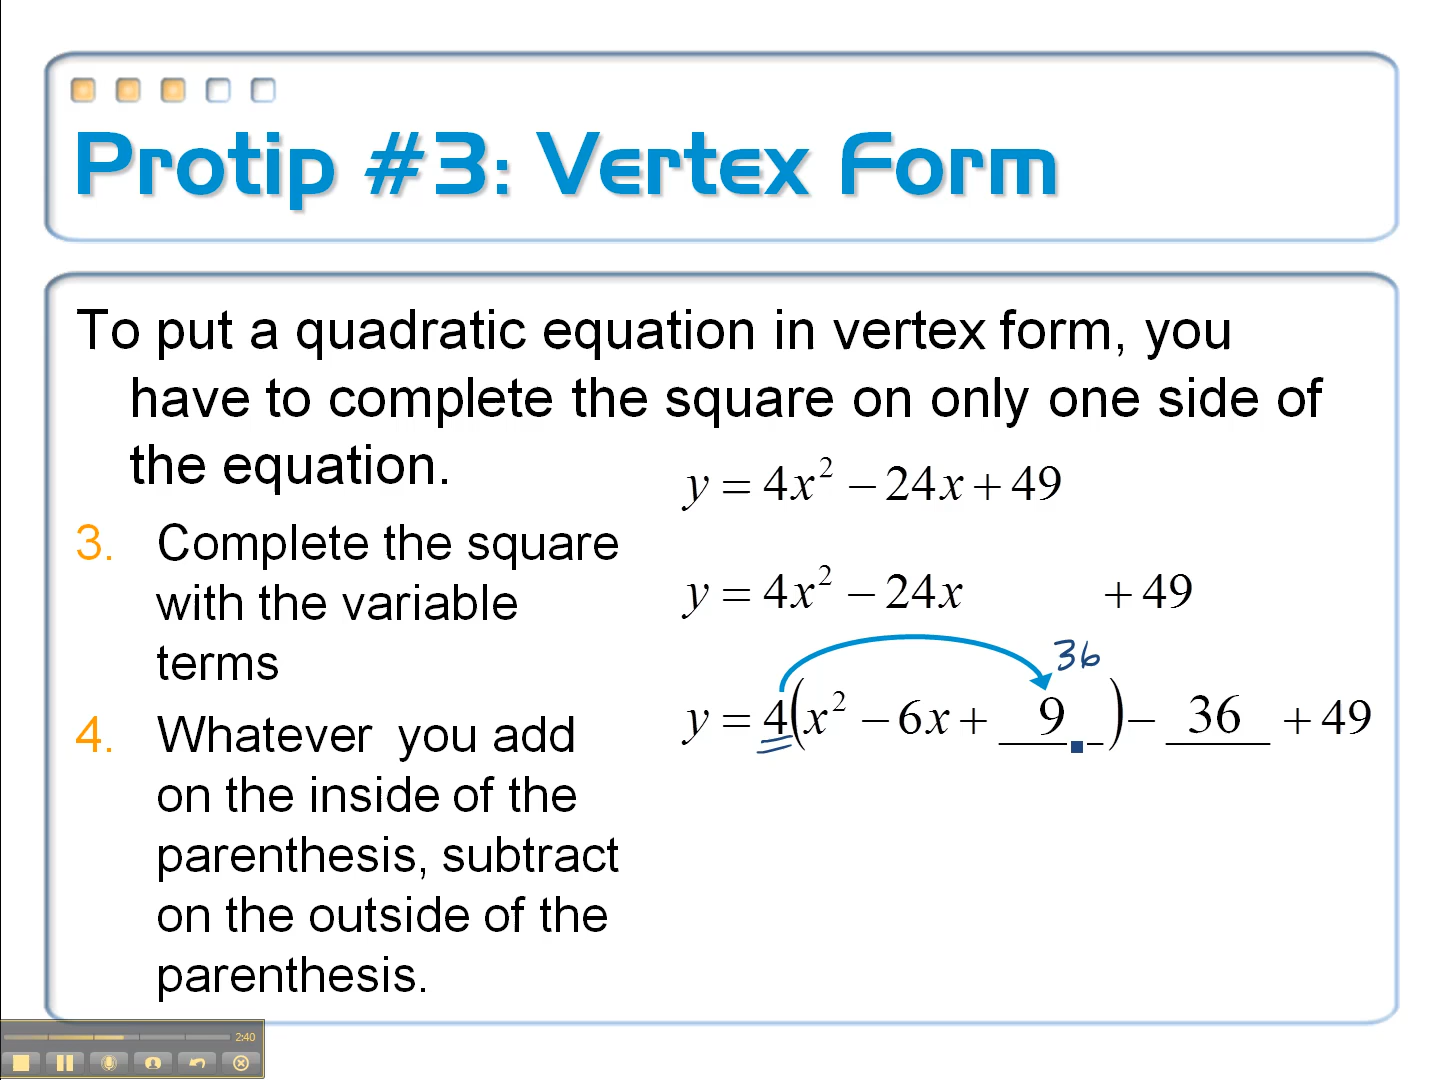 Protip #3: Vertex Form
To put a quadratic equation in vertex form, you
have to complete the square on only one side of
the equation.
y = 4x² − 24x + 49
3. Complete the square
with the variable
terms
y = 4x² − 24x + 49
36
4. Whatever you add
on the inside of the
parenthesis, subtract
on the outside of the
parenthesis.
y = 4(x² − 6x + 9) − 36 + 49
2:40